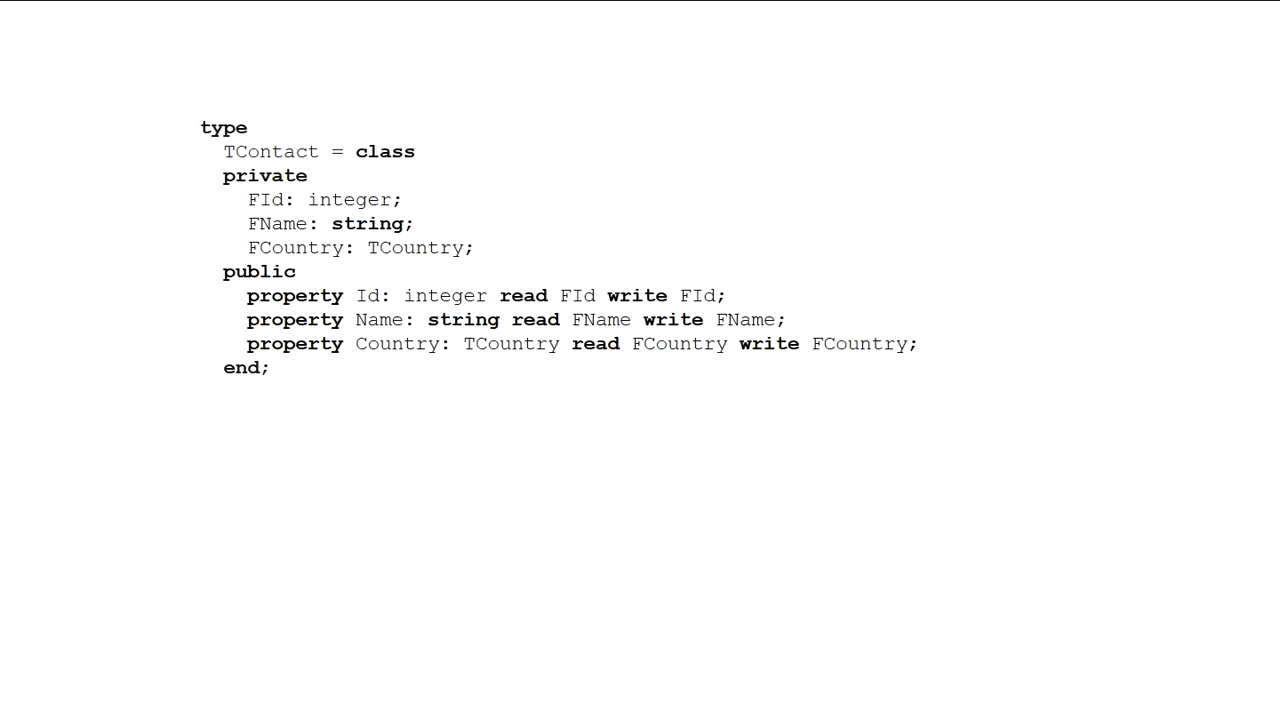 type
TContact = class
private
FId: integer;
FName: string;
FCountry: TCountry;
public
property Id: integer read FId write FId;
property Name: string read FName write FName;
property Country: TCountry read FCountry write FCountry;
end;